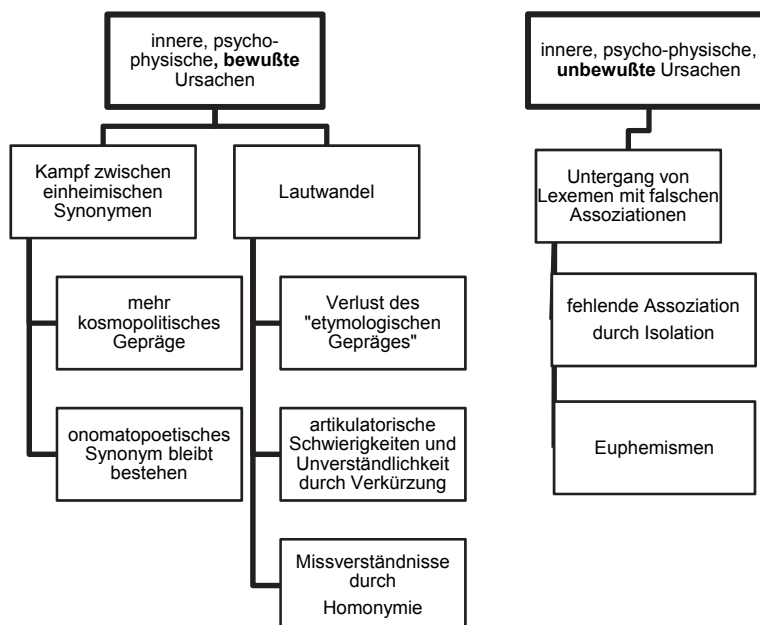 innere, psycho-
physische, bewußte
Ursachen
Kampf zwischen
einheimischen
Synonymen
mehr
kosmopolitisches
Gepräge
onomatopoetisches
Synonym bleibt
bestehen
Lautwandel
Verlust des
"etymologischen
Gepräges"
artikulatorische
Schwierigkeiten und
Unverständlichkeit
durch Verkürzung
Missverständnisse
durch
Homonymie
innere, psycho-physische,
unbewußte Ursachen
Untergang von
Lexemen mit falschen
Assoziationen
fehlende Assoziation
durch Isolation
Euphemismen